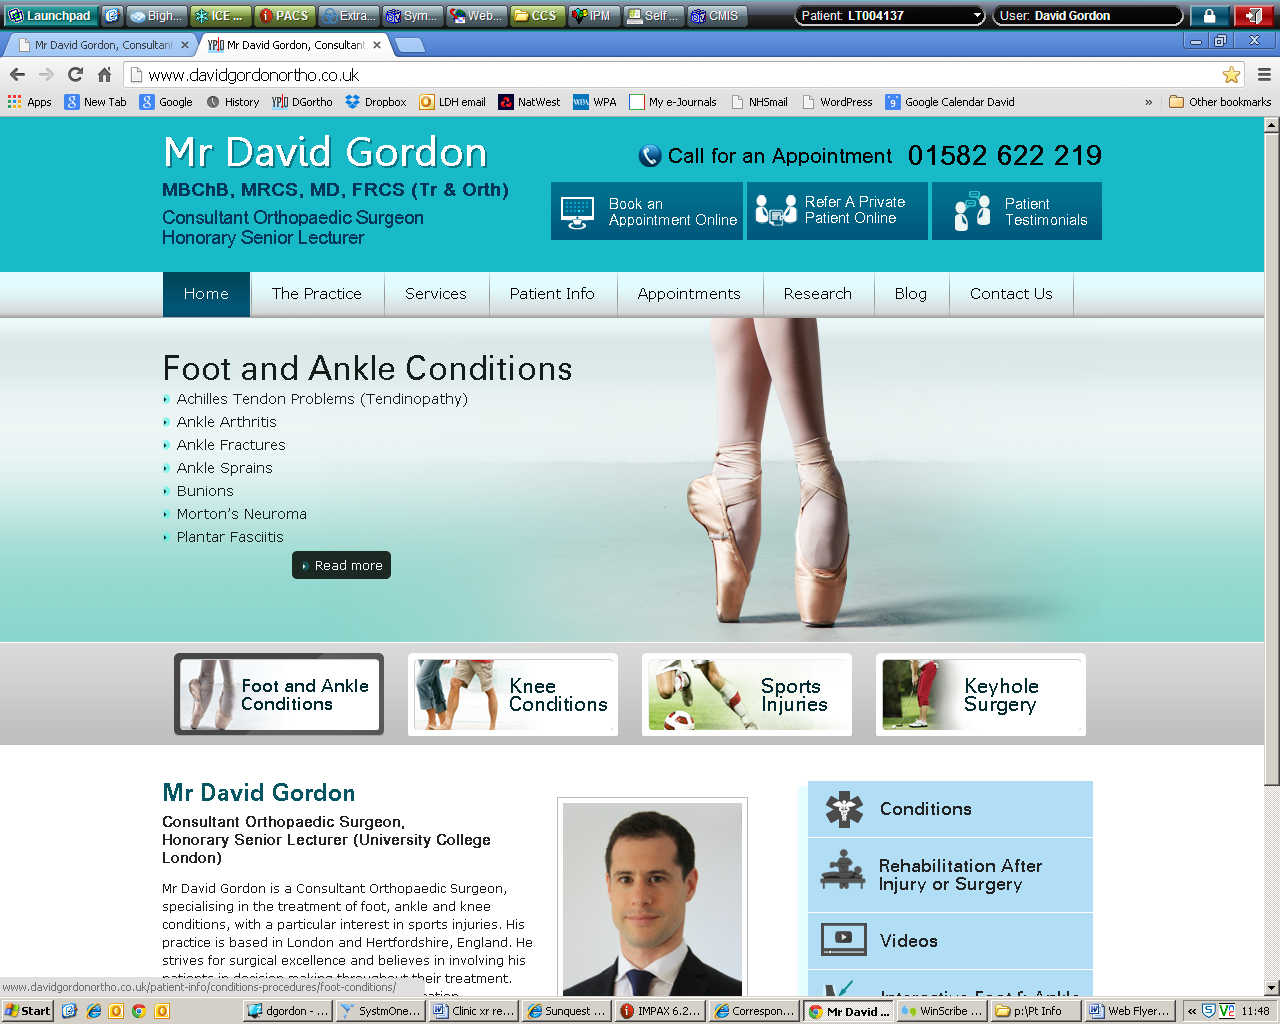 Launchpad Bigh... ICE ... PACS Extra... Sym... Web... CCS IPM Self ... CMIS Patient: LT004137 User: David Gordon
Mr David Gordon, Consultant Mr David Gordon, Consultant
www.davidgordonortho.co.uk
Apps New Tab Google History DGortho Dropbox LDH email NatWest WPA My e-Journals NHSmail WordPress Google Calendar David » Other bookmarks
Mr David Gordon
Call for an Appointment 01582 622 219
MBChB, MRCS, MD, FRCS (Tr & Orth)
Consultant Orthopaedic Surgeon
Honorary Senior Lecturer
Book an
Appointment Online
Refer A Private
Patient Online
Patient
Testimonials
Home The Practice Services Patient Info Appointments Research Blog Contact Us
Foot and Ankle Conditions
Achilles Tendon Problems (Tendinopathy)
Ankle Arthritis
Ankle Fractures
Ankle Sprains
Bunions
Morton's Neuroma
Plantar Fasciitis
Read more
Foot and Ankle
Conditions
Knee
Conditions
Sports
Injuries
Keyhole
Surgery
Mr David Gordon
Consultant Orthopaedic Surgeon,
Honorary Senior Lecturer (University College
London)
Mr David Gordon is a Consultant Orthopaedic Surgeon,
specialising in the treatment of foot, ankle and knee
conditions, with a particular interest in sports injuries. His
practice is based in London and Hertfordshire, England. He
strives for surgical excellence and believes in involving his
patients in decision making throughout their treatment.
Conditions
Rehabilitation After
Injury or Surgery
Videos
Interactive Foot & Ankle
www.davidgordonortho.co.uk/patient-info/conditions-procedures/foot-conditions/
Start dgordon - ... SystmOne... Clinic xr re... Sunquest ... IMPAX 6.2... Correspon... Mr David ... WinScribe ... p:\Pt Info Web Flyer... « 11:48